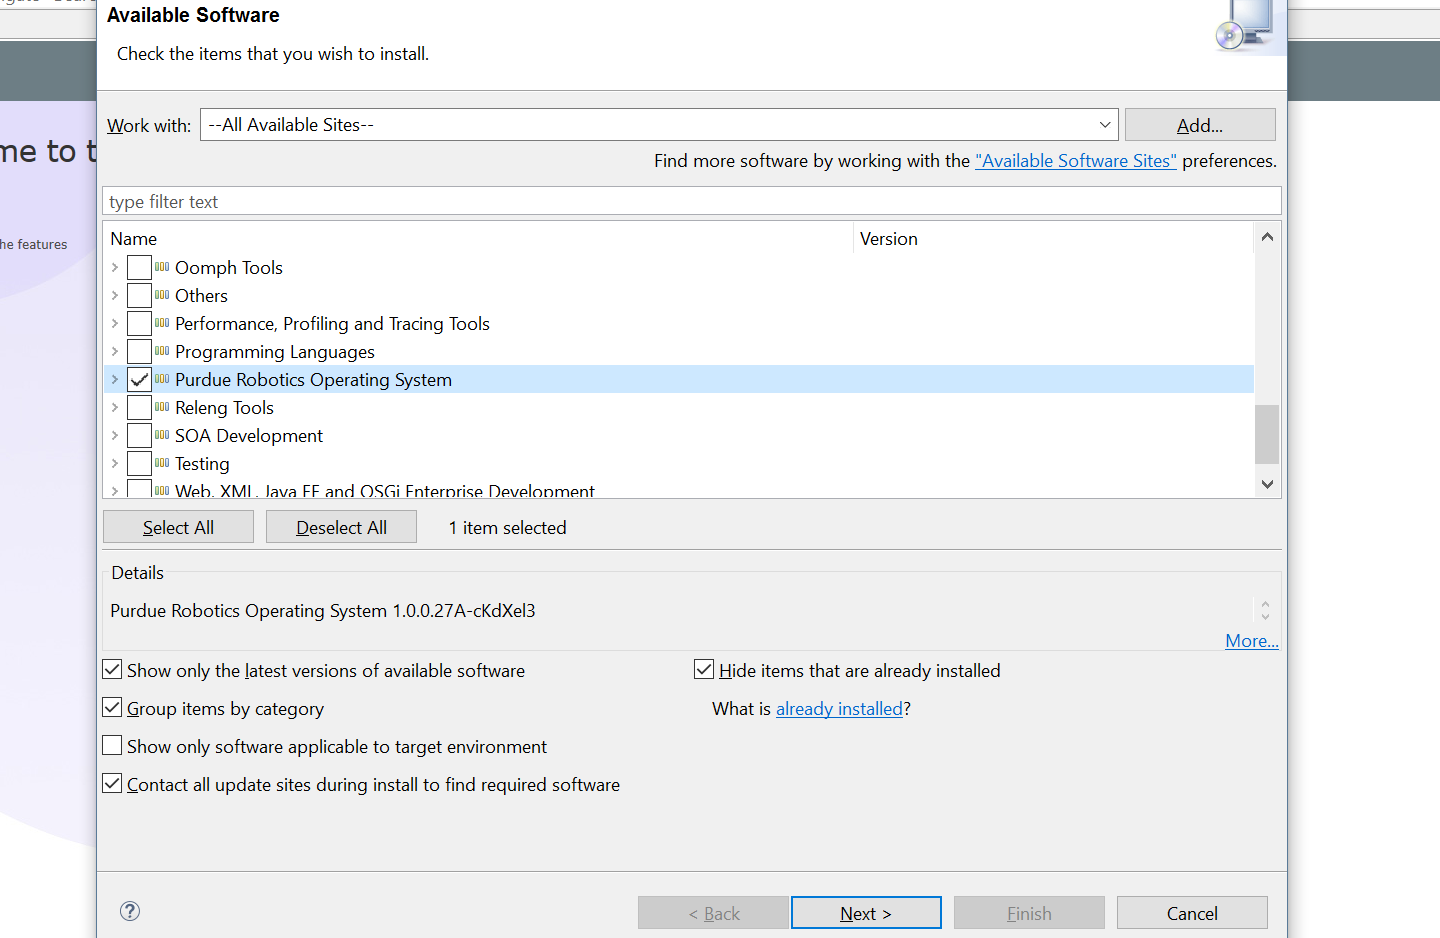 Available Software
Check the items that you wish to install.
Work with: --All Available Sites-- Add...
Find more software by working with the "Available Software Sites" preferences.
me to t
type filter text
Name Version
he features
Oomph Tools
Others
Performance, Profiling and Tracing Tools
Programming Languages
Purdue Robotics Operating System
Releng Tools
SOA Development
Testing
Web, XML, Java EE and OSGi Enterprise Development
Select All Deselect All 1 item selected
Details
Purdue Robotics Operating System 1.0.0.27A-cKdXel3
More...
Show only the latest versions of available software Hide items that are already installed
Group items by category What is already installed?
Show only software applicable to target environment
Contact all update sites during install to find required software
< Back Next > Finish Cancel